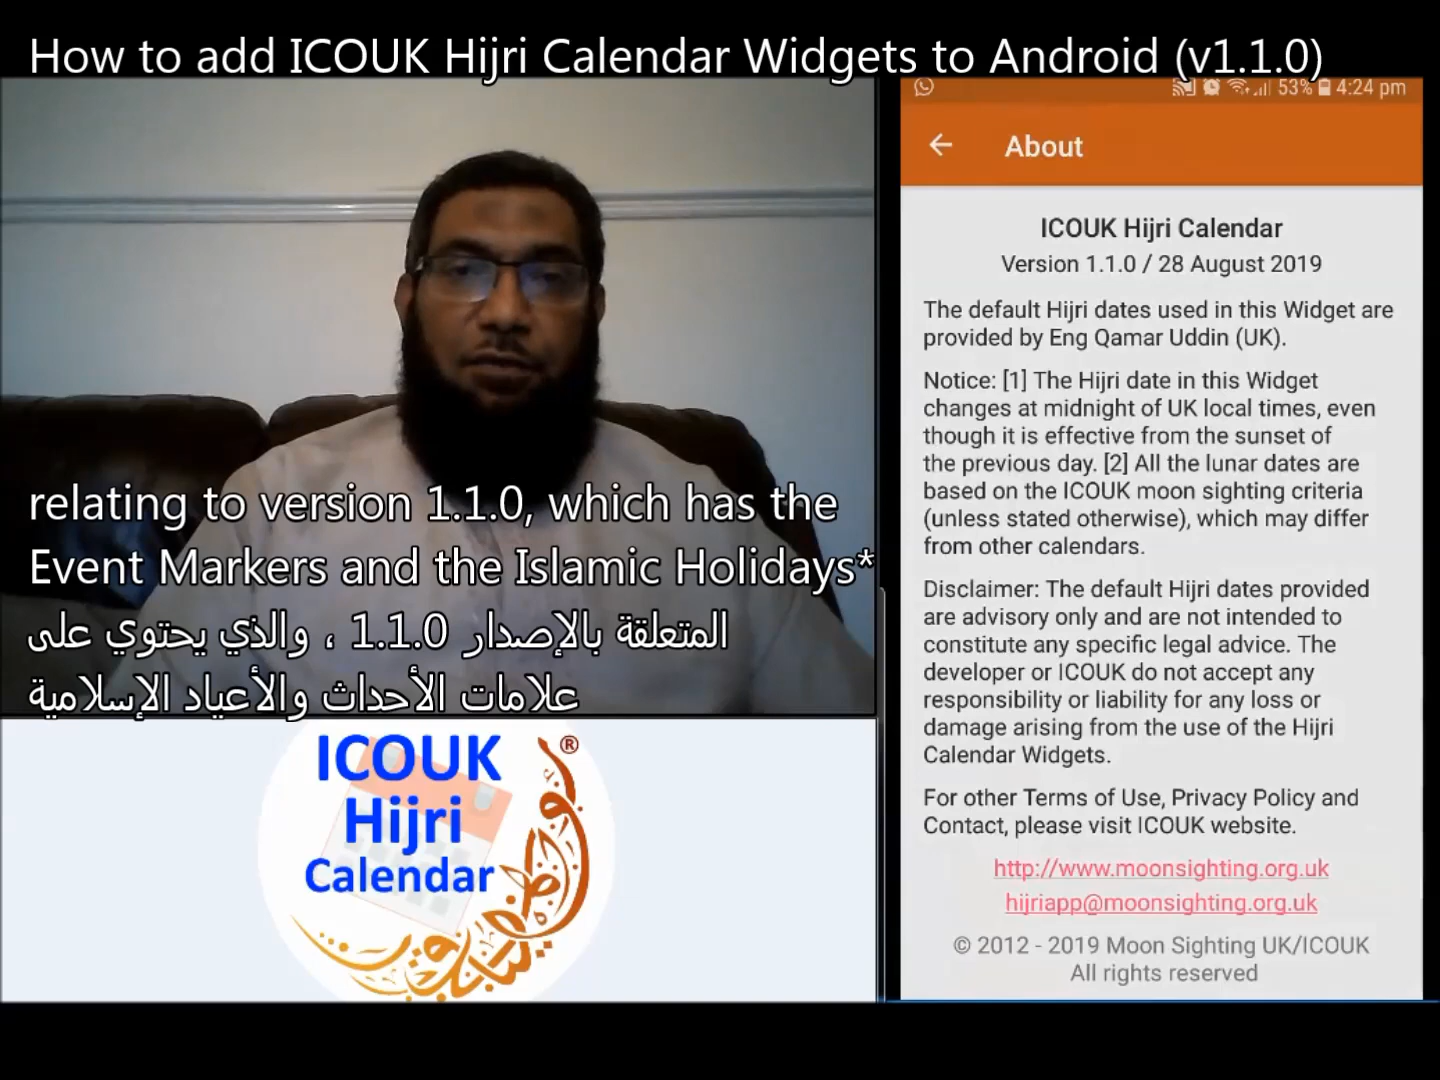 How to add ICOUK Hijri Calendar Widgets to Android (v1.1.0)
53% 4:24 pm
About
ICOUK Hijri Calendar
Version 1.1.0 / 28 August 2019
The default Hijri dates used in this Widget are
provided by Eng Qamar Uddin (UK).
Notice: [1] The Hijri date in this Widget
changes at midnight of UK local times, even
though it is effective from the sunset of
the previous day. [2] All the lunar dates are
based on the ICOUK moon sighting criteria
(unless stated otherwise), which may differ
from other calendars.
Disclaimer: The default Hijri dates provided
are advisory only and are not intended to
constitute any specific legal advice. The
developer or ICOUK do not accept any
responsibility or liability for any loss or
damage arising from the use of the Hijri
Calendar Widgets.
For other Terms of Use, Privacy Policy and
Contact, please visit ICOUK website.
http://www.moonsighting.org.uk
hijriapp@moonsighting.org.uk
© 2012 - 2019 Moon Sighting UK/ICOUK
All rights reserved
relating to version 1.1.0, which has the
Event Markers and the Islamic Holidays*
المتعلقة بالإصدار 1.1.0 ، والذي يحتوي على
علامات الأحداث والأعياد الإسلامية
ICOUK
Hijri
Calendar
®